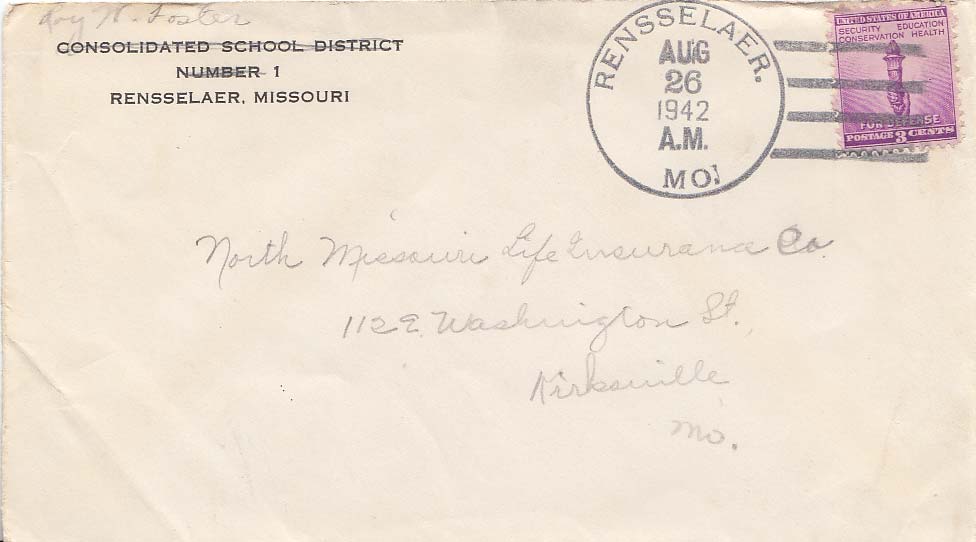 Roy W. Foster
CONSOLIDATED SCHOOL DISTRICT
NUMBER 1
RENSSELAER, MISSOURI
RENSSELAER.
AUG
26
1942
A.M.
MO.
UNITED STATES OF AMERICA
SECURITY EDUCATION
CONSERVATION HEALTH
FOR DEFENSE
POSTAGE 3 CENTS
North Missouri Life Insurance Co.
112 E. Washington St.,
Kirksville
Mo.